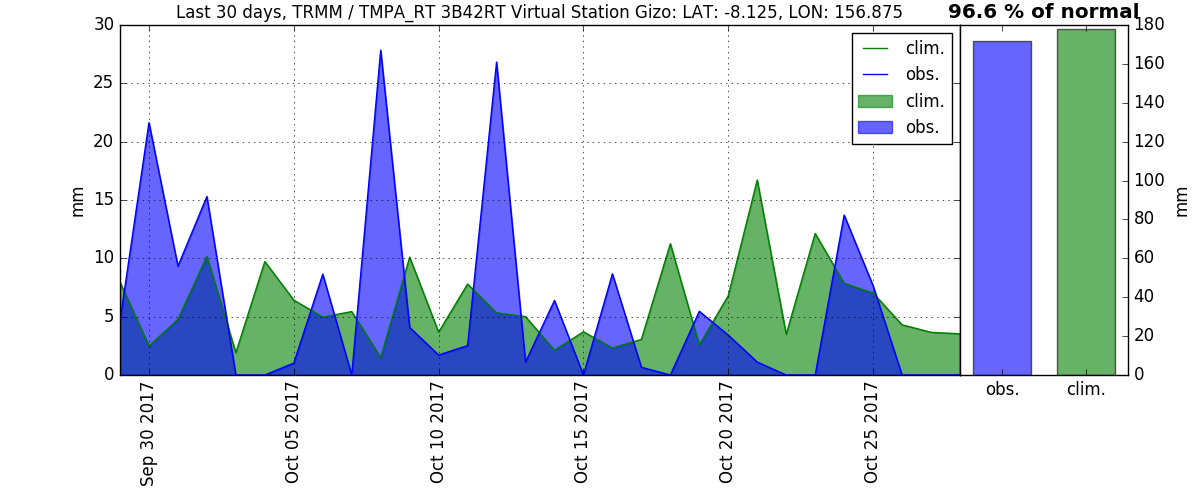 Last 30 days, TRMM / TMPA_RT 3B42RT Virtual Station Gizo: LAT: -8.125, LON: 156.875
96.6 % of normal
30
25
20
15
10
5
0
mm
clim.
obs.
clim.
obs.
Sep 30 2017
Oct 05 2017
Oct 10 2017
Oct 15 2017
Oct 20 2017
Oct 25 2017
180
160
140
120
100
80
60
40
20
0
mm
obs.
clim.